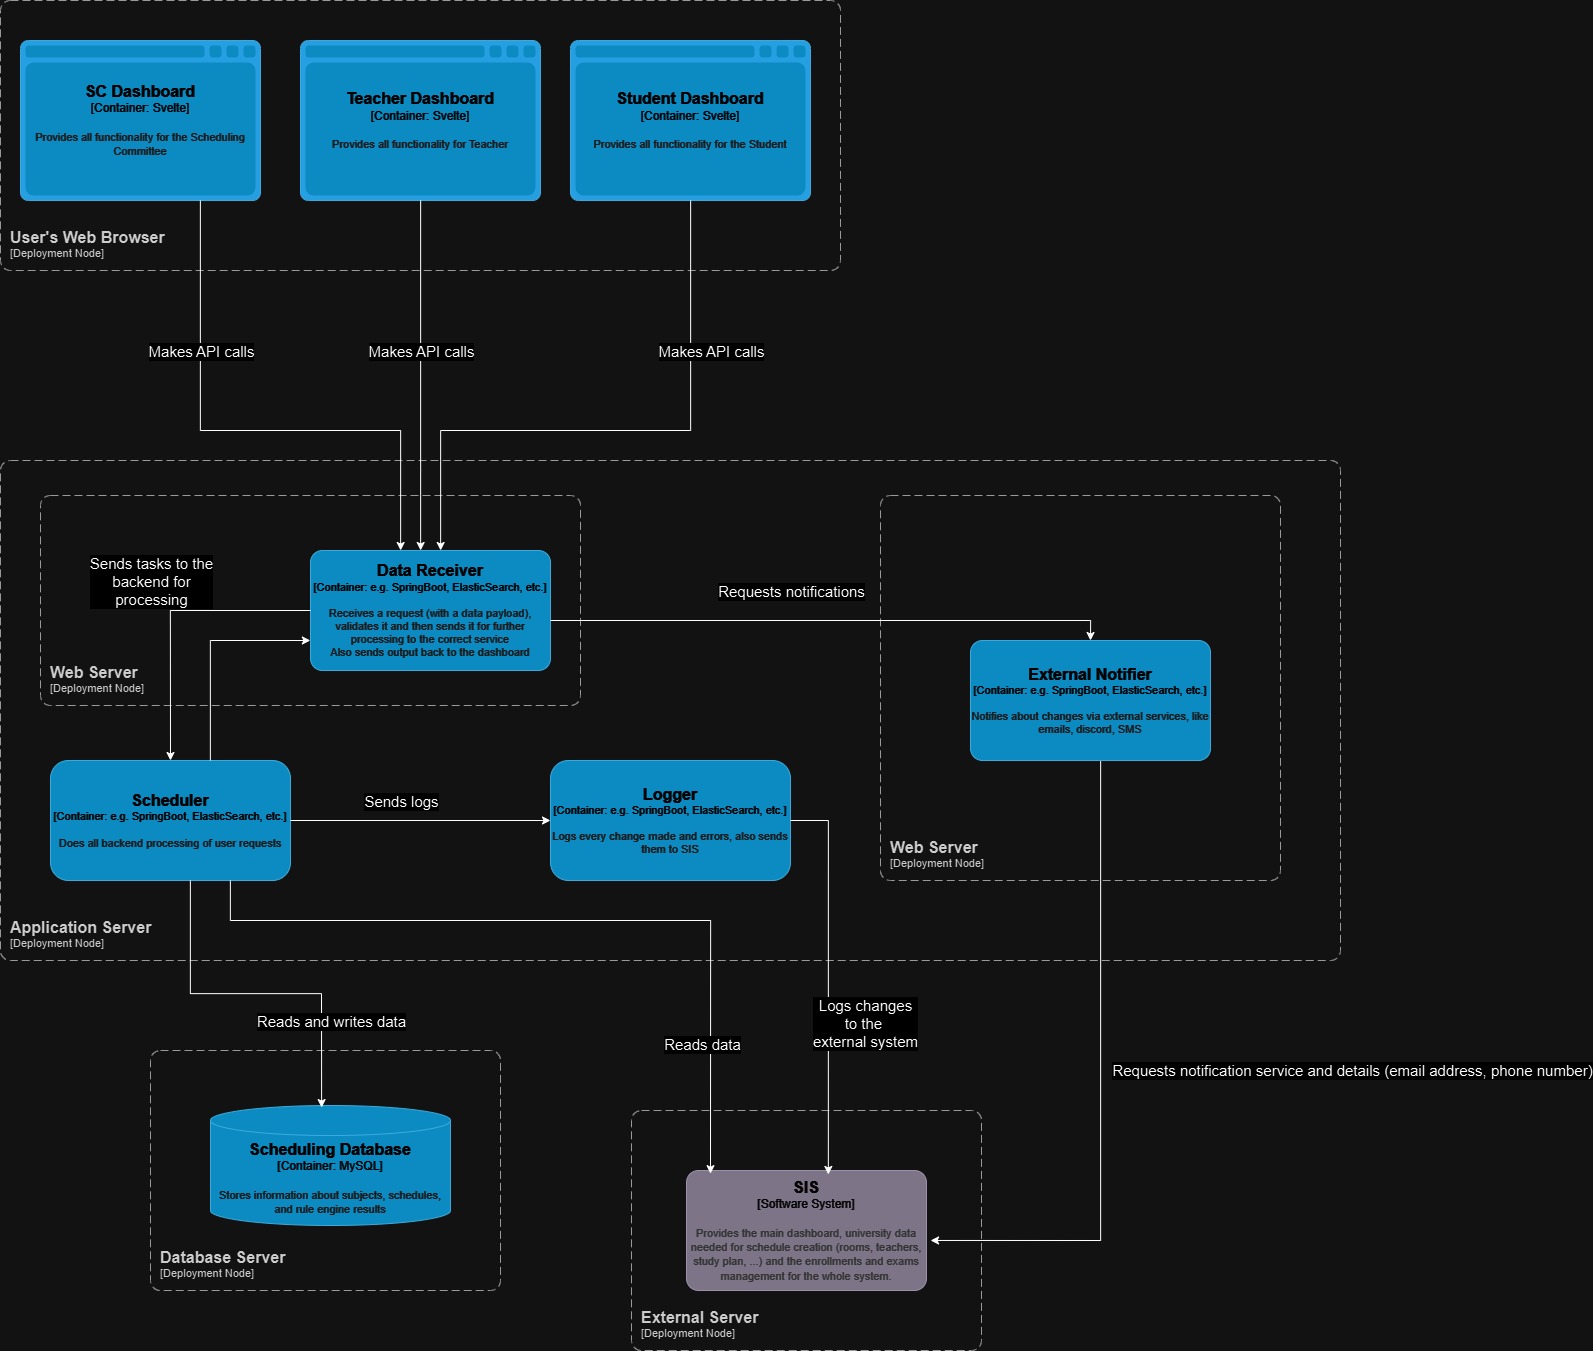 SC Dashboard
[Container: Svelte]
Provides all functionality for the Scheduling
Committee
Teacher Dashboard
[Container: Svelte]
Provides all functionality for Teacher
Student Dashboard
[Container: Svelte]
Provides all functionality for the Student
User's Web Browser
[Deployment Node]
Makes API calls
Makes API calls
Makes API calls
Sends tasks to the
backend for
processing
Data Receiver
[Container: e.g. SpringBoot, ElasticSearch, etc.]
Receives a request (with a data payload),
validates it and then sends it for further
processing to the correct service
Also sends output back to the dashboard
Web Server
[Deployment Node]
Requests notifications
External Notifier
[Container: e.g. SpringBoot, ElasticSearch, etc.]
Notifies about changes via external services, like
emails, discord, SMS
Web Server
[Deployment Node]
Scheduler
[Container: e.g. SpringBoot, ElasticSearch, etc.]
Does all backend processing of user requests
Sends logs
Logger
[Container: e.g. SpringBoot, ElasticSearch, etc.]
Logs every change made and errors, also sends
them to SIS
Application Server
[Deployment Node]
Reads and writes data
Reads data
Logs changes
to the
external system
Requests notification service and details (email address, phone number)
Scheduling Database
[Container: MySQL]
Stores information about subjects, schedules,
and rule engine results
Database Server
[Deployment Node]
SIS
[Software System]
Provides the main dashboard, university data
needed for schedule creation (rooms, teachers,
study plan, ...) and the enrollments and exams
management for the whole system.
External Server
[Deployment Node]